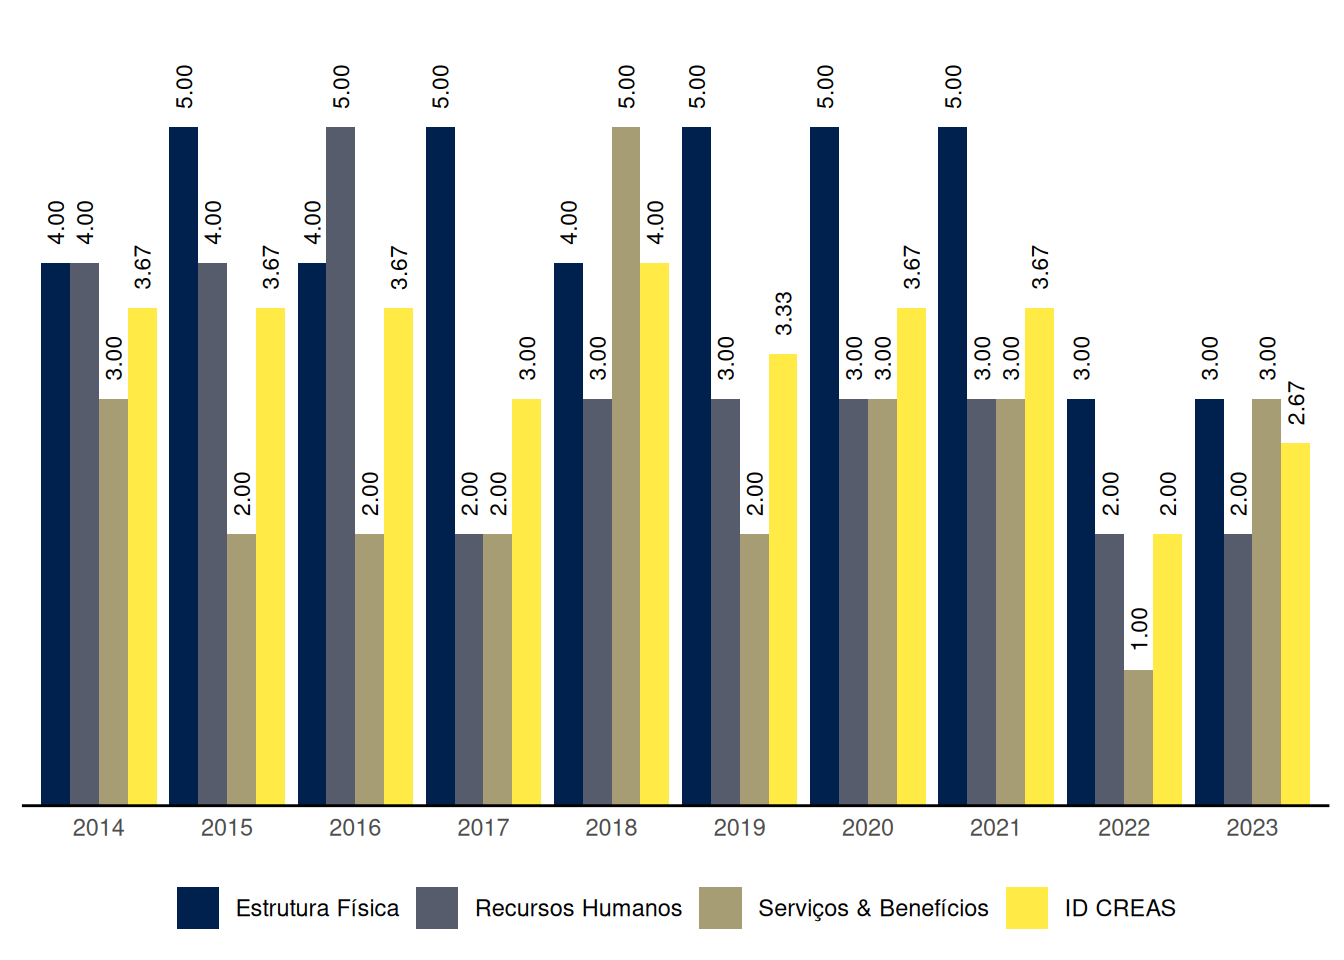 4.00 4.00 3.00 3.67
5.00 4.00 2.00 3.67
4.00 5.00 2.00 3.67
5.00 2.00 2.00 3.00
4.00 3.00 5.00 4.00
5.00 3.00 2.00 3.33
5.00 3.00 3.00 3.67
5.00 3.00 3.00 3.67
3.00 2.00 1.00 2.00
3.00 2.00 3.00 2.67
2014 2015 2016 2017 2018 2019 2020 2021 2022 2023
Estrutura Física Recursos Humanos Serviços & Benefícios ID CREAS